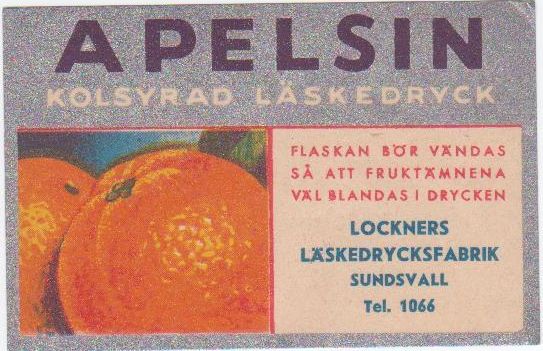 APELSIN
KOLSYRAD LÄSKEDRYCK
FLASKAN BÖR VÄNDAS
SÅ ATT FRUKTÄMNENA
VÄL BLANDAS I DRYCKEN
LOCKNERS
LÄSKEDRYCKSFABRIK
SUNDSVALL
Tel. 1066